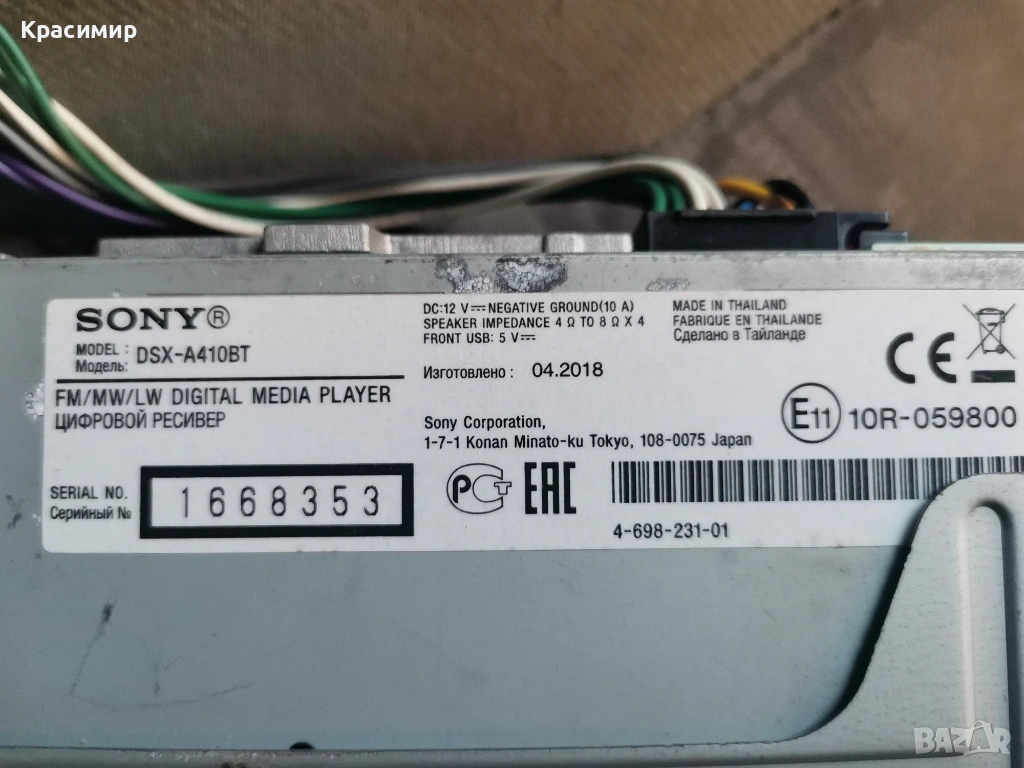 Красимир
SONY®
MODEL :
Модель:
DSX-A410BT
FM/MW/LW DIGITAL MEDIA PLAYER
ЦИФРОВОЙ РЕСИВЕР
SERIAL NO.
Серийный №
1668353
DC:12 V⎓NEGATIVE GROUND(10 A)
SPEAKER IMPEDANCE 4 Ω TO 8 Ω X 4
FRONT USB: 5 V⎓
Изготовлено : 04.2018
Sony Corporation,
1-7-1 Konan Minato-ku Tokyo, 108-0075 Japan
РСТ
EAC
MADE IN THAILAND
FABRIQUE EN THAILANDE
Сделано в Тайланде
CE
E11 10R-059800
4-698-231-01
BAZAR